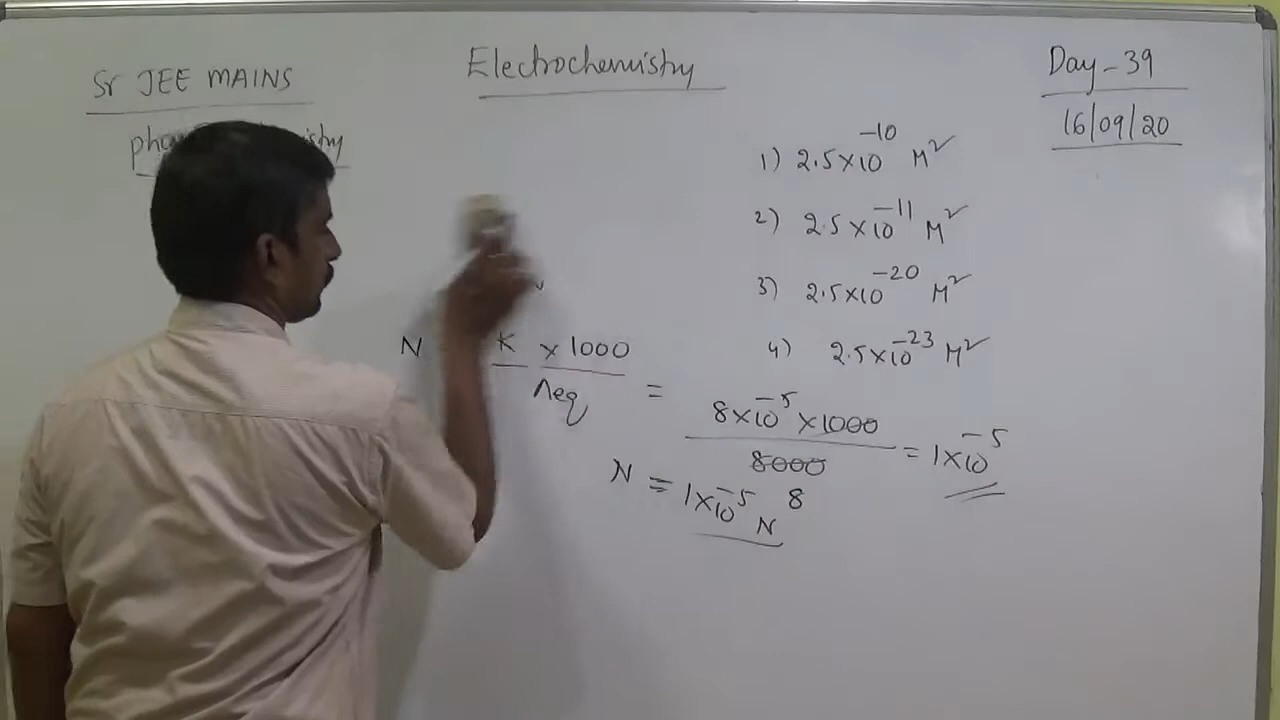 Sr JEE MAINS
Electrochemistry
Day - 39
16/09/20
1) 2.5×10⁻¹⁰ M²
2) 2.5×10⁻¹¹ M²
3) 2.5×10⁻²⁰ M²
4) 2.5×10⁻²³ M²
N K × 1000 / Λeq = 8×10⁻⁵ × 1000 / 8000 = 1×10⁻⁵
8
N = 1×10⁻⁵ N